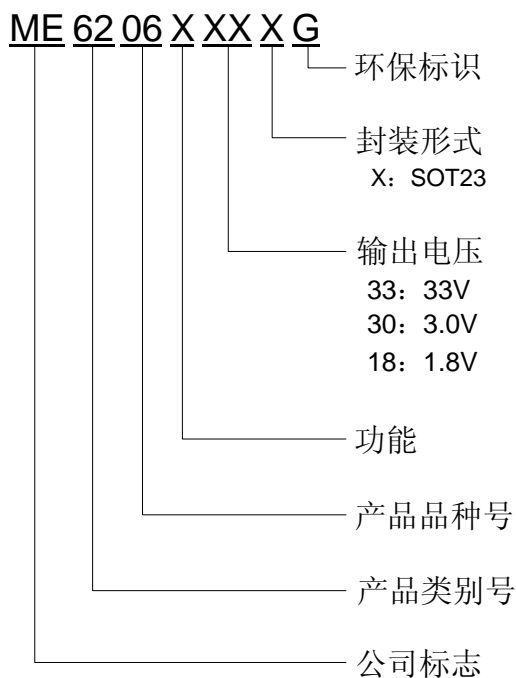 ME 62 06 X XX X G
环保标识
封装形式
X：SOT23
输出电压
33：33V
30：3.0V
18：1.8V
功能
产品品种号
产品类别号
公司标志